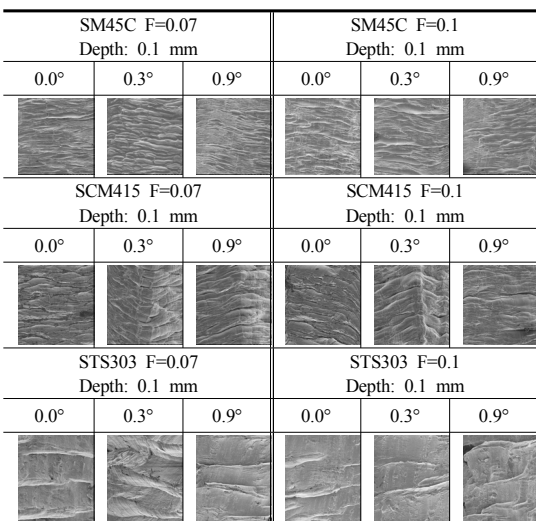 SM45C F=0.07
Depth: 0.1 mm
SM45C F=0.1
Depth: 0.1 mm
0.0° 0.3° 0.9° 0.0° 0.3° 0.9°
SCM415 F=0.07
Depth: 0.1 mm
SCM415 F=0.1
Depth: 0.1 mm
0.0° 0.3° 0.9° 0.0° 0.3° 0.9°
STS303 F=0.07
Depth: 0.1 mm
STS303 F=0.1
Depth: 0.1 mm
0.0° 0.3° 0.9° 0.0° 0.3° 0.9°